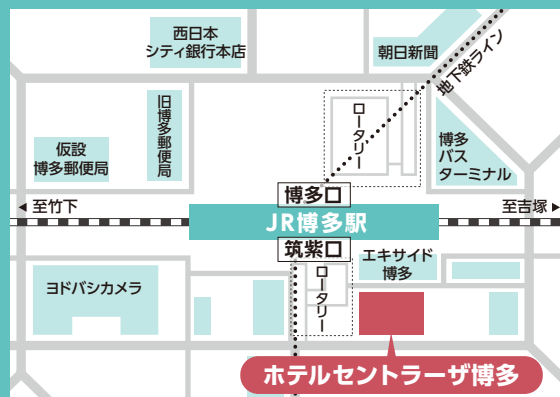 西日本
シティ銀行本店
朝日新聞
地下鉄ライン
旧博多郵便局
ロータリー
仮設
博多郵便局
博多
バス
ターミナル
博多口
至竹下
至吉塚
JR博多駅
筑紫口
エキサイド
博多
ロータリー
ヨドバシカメラ
ホテルセントラーザ博多